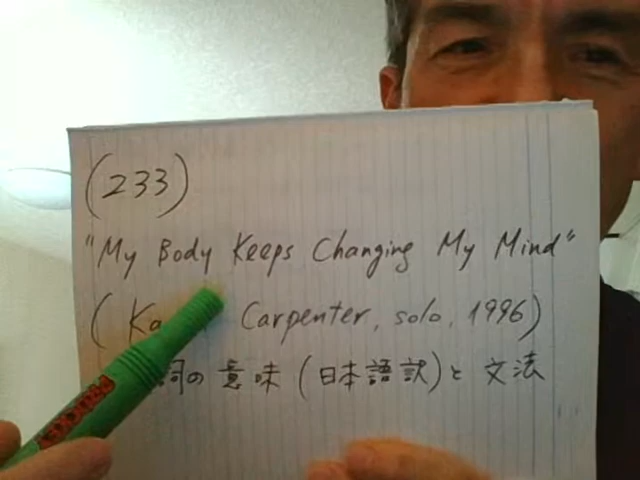 (233)
"My Body Keeps Changing My Mind"
(Ka Carpenter, solo, 1996)
詞の意味(日本語訳)と文法